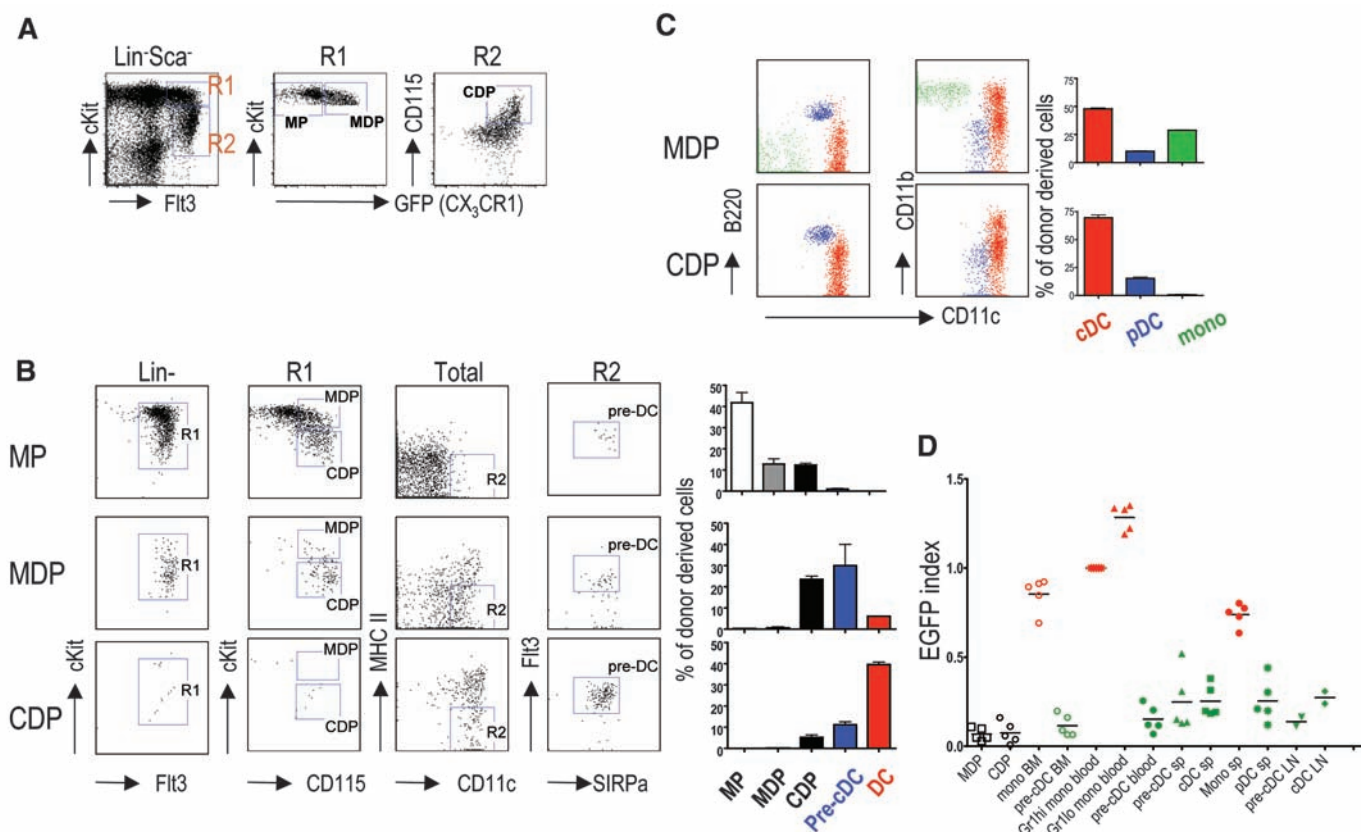 A
Lin-Sca-
R1
R2
cKit
R1
R2
Flt3
cKit
MP
MDP
CD115
CDP
GFP (CX3CR1)
B
Lin-
R1
Total
R2
MP
R1
MDP
CDP
R2
pre-DC
MDP
R1
MDP
CDP
R2
pre-DC
CDP
R1
MDP
CDP
R2
pre-DC
cKit
cKit
MHC II
Flt3
Flt3
CD115
CD11c
SIRPa
% of donor derived cells
40
30
20
10
0
40
30
20
10
0
40
30
20
10
0
MP
MDP
CDP
Pre-cDC
DC
C
MDP
CDP
B220
CD11b
CD11c
% of donor derived cells
75
50
25
0
75
50
25
0
cDC
pDC
mono
D
EGFP index
1.5
1.0
0.5
0.0
MDP
CDP
mono BM
pre-cDC BM
Gr1hi mono blood
Gr1lo mono blood
pre-cDC blood
pre-cDC sp
cDC sp
Mono sp
pDC sp
pre-cDC LN
cDC LN